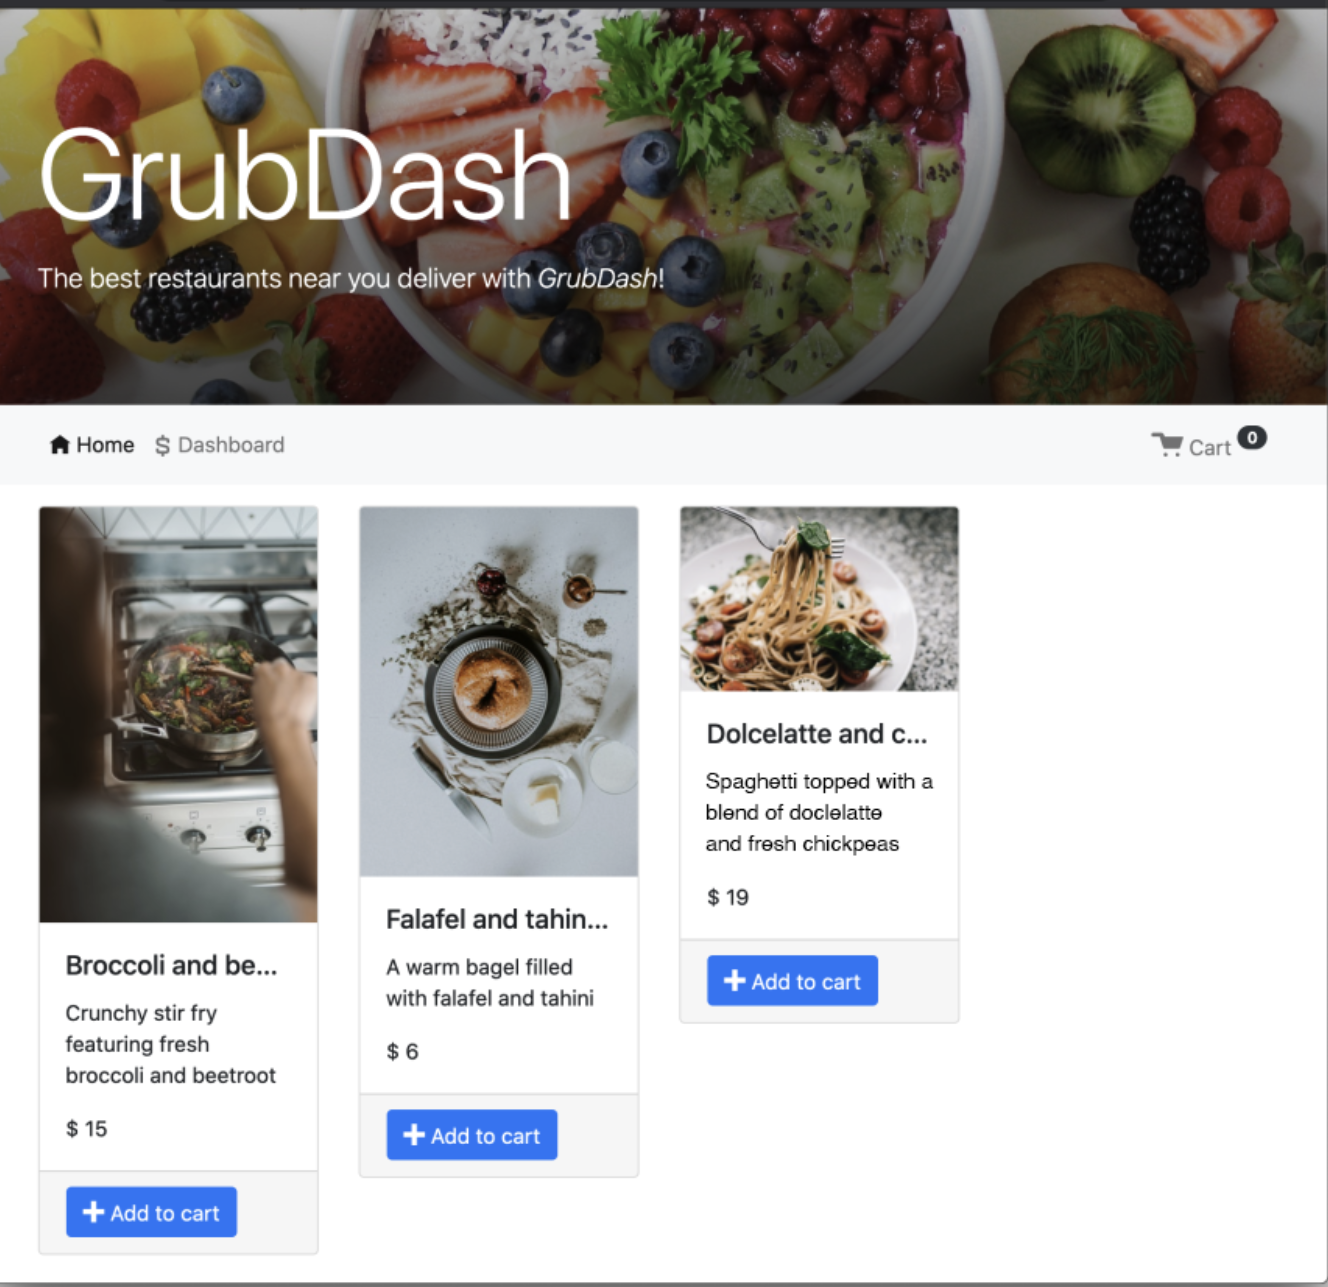 GrubDash
The best restaurants near you deliver with GrubDash!
Home
$ Dashboard
Cart 0
Broccoli and be...
Crunchy stir fry
featuring fresh
broccoli and beetroot
$ 15
Add to cart
Falafel and tahin...
A warm bagel filled
with falafel and tahini
$ 6
Add to cart
Dolcelatte and c...
Spaghetti topped with a
blend of doclelatte
and fresh chickpeas
$ 19
Add to cart